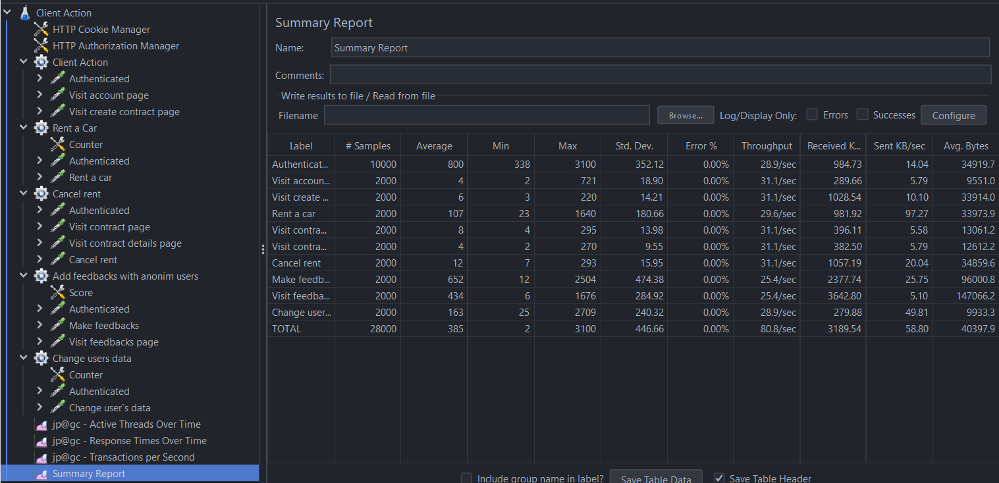 Client Action
HTTP Cookie Manager
HTTP Authorization Manager
Client Action
Authenticated
Visit account page
Visit create contract page
Rent a Car
Counter
Authenticated
Rent a car
Cancel rent
Authenticated
Visit contract page
Visit contract details page
Cancel rent
Add feedbacks with anonim users
Score
Authenticated
Make feedbacks
Visit feedbacks page
Change users data
Counter
Authenticated
Change user`s data
jp@gc - Active Threads Over Time
jp@gc - Response Times Over Time
jp@gc - Transactions per Second
Summary Report
Summary Report
Name: Summary Report
Comments:
Write results to file / Read from file
Filename Browse... Log/Display Only: Errors Successes Configure
Label # Samples Average Min Max Std. Dev. Error % Throughput Received K... Sent KB/sec Avg. Bytes
Authenticat... 10000 800 338 3100 352.12 0.00% 28.9/sec 984.73 14.04 34919.7
Visit accoun... 2000 4 2 721 18.90 0.00% 31.1/sec 289.66 5.79 9551.0
Visit create ... 2000 6 3 220 14.21 0.00% 31.1/sec 1028.54 10.10 33914.0
Rent a car 2000 107 23 1640 180.66 0.00% 29.6/sec 981.92 97.27 33973.9
Visit contra... 2000 8 4 295 13.98 0.00% 31.1/sec 396.11 5.58 13061.2
Visit contra... 2000 4 2 270 9.55 0.00% 31.1/sec 382.50 5.79 12612.2
Cancel rent 2000 12 7 293 15.95 0.00% 31.1/sec 1057.19 20.04 34859.6
Make feedb... 2000 652 12 2504 474.38 0.00% 25.4/sec 2377.74 25.75 96000.8
Visit feedba... 2000 434 6 1676 284.92 0.00% 25.4/sec 3642.80 5.10 147066.2
Change user... 2000 163 25 2709 240.32 0.00% 28.9/sec 279.88 49.81 9933.3
TOTAL 28000 385 2 3100 446.66 0.00% 80.8/sec 3189.54 58.80 40397.9
Include group name in label? Save Table Data Save Table Header